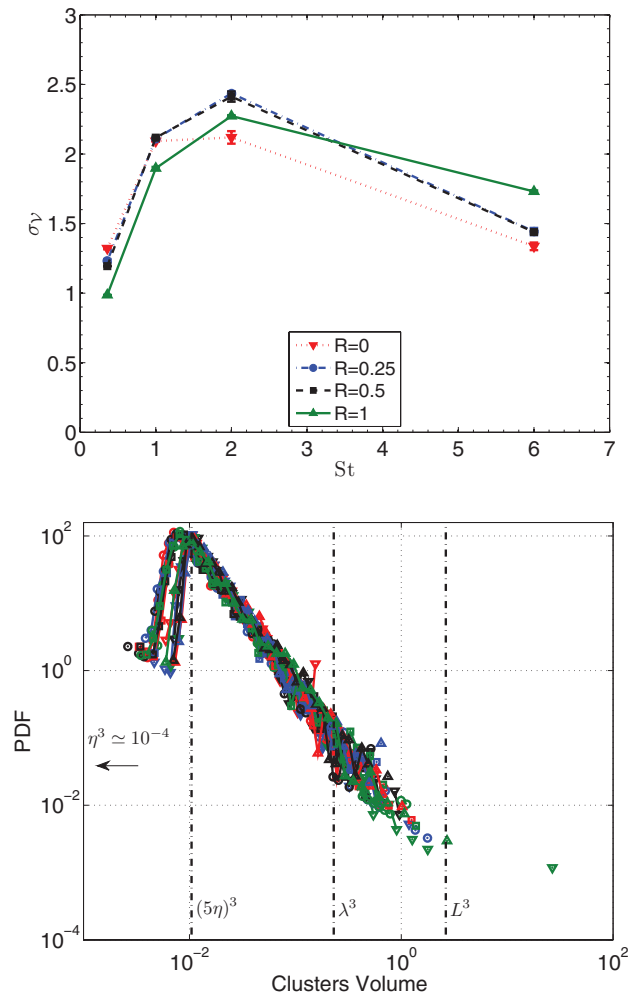 3
2.5
2
1.5
1
0.5
0
σ𝒱
0 1 2 3 4 5 6 7
St
R=0
R=0.25
R=0.5
R=1
10²
10⁰
10⁻²
10⁻⁴
PDF
η³ ≃ 10⁻⁴
(5η)³
λ³
L³
10⁻² 10⁰ 10²
Clusters Volume